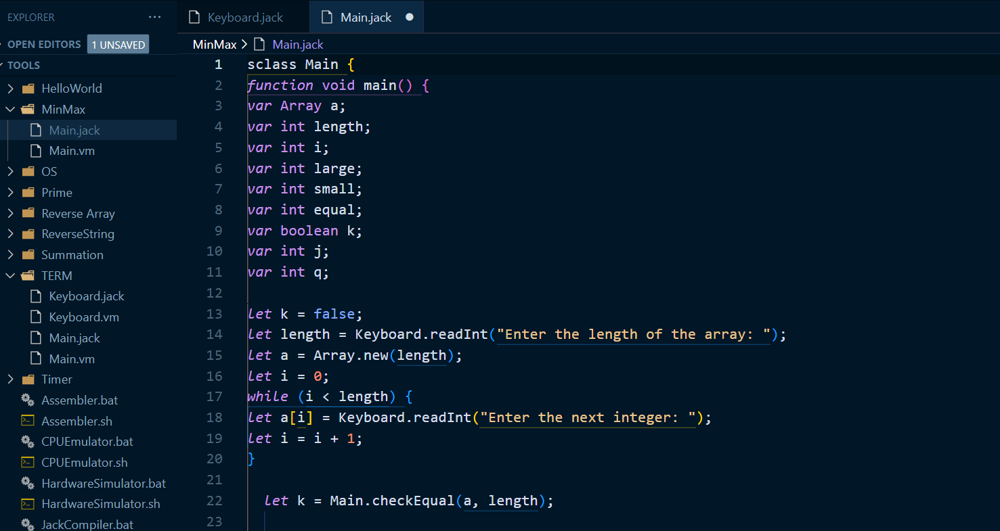 EXPLORER ...
OPEN EDITORS 1 UNSAVED
TOOLS
HelloWorld
MinMax
Main.jack
Main.vm
OS
Prime
Reverse Array
ReverseString
Summation
TERM
Keyboard.jack
Keyboard.vm
Main.jack
Main.vm
Timer
Assembler.bat
Assembler.sh
CPUEmulator.bat
CPUEmulator.sh
HardwareSimulator.bat
HardwareSimulator.sh
JackCompiler.bat
Keyboard.jack Main.jack
MinMax > Main.jack
1 sclass Main {
2 function void main() {
3 var Array a;
4 var int length;
5 var int i;
6 var int large;
7 var int small;
8 var int equal;
9 var boolean k;
10 var int j;
11 var int q;
12
13 let k = false;
14 let length = Keyboard.readInt("Enter the length of the array: ");
15 let a = Array.new(length);
16 let i = 0;
17 while (i < length) {
18 let a[i] = Keyboard.readInt("Enter the next integer: ");
19 let i = i + 1;
20 }
21
22 let k = Main.checkEqual(a, length);
23